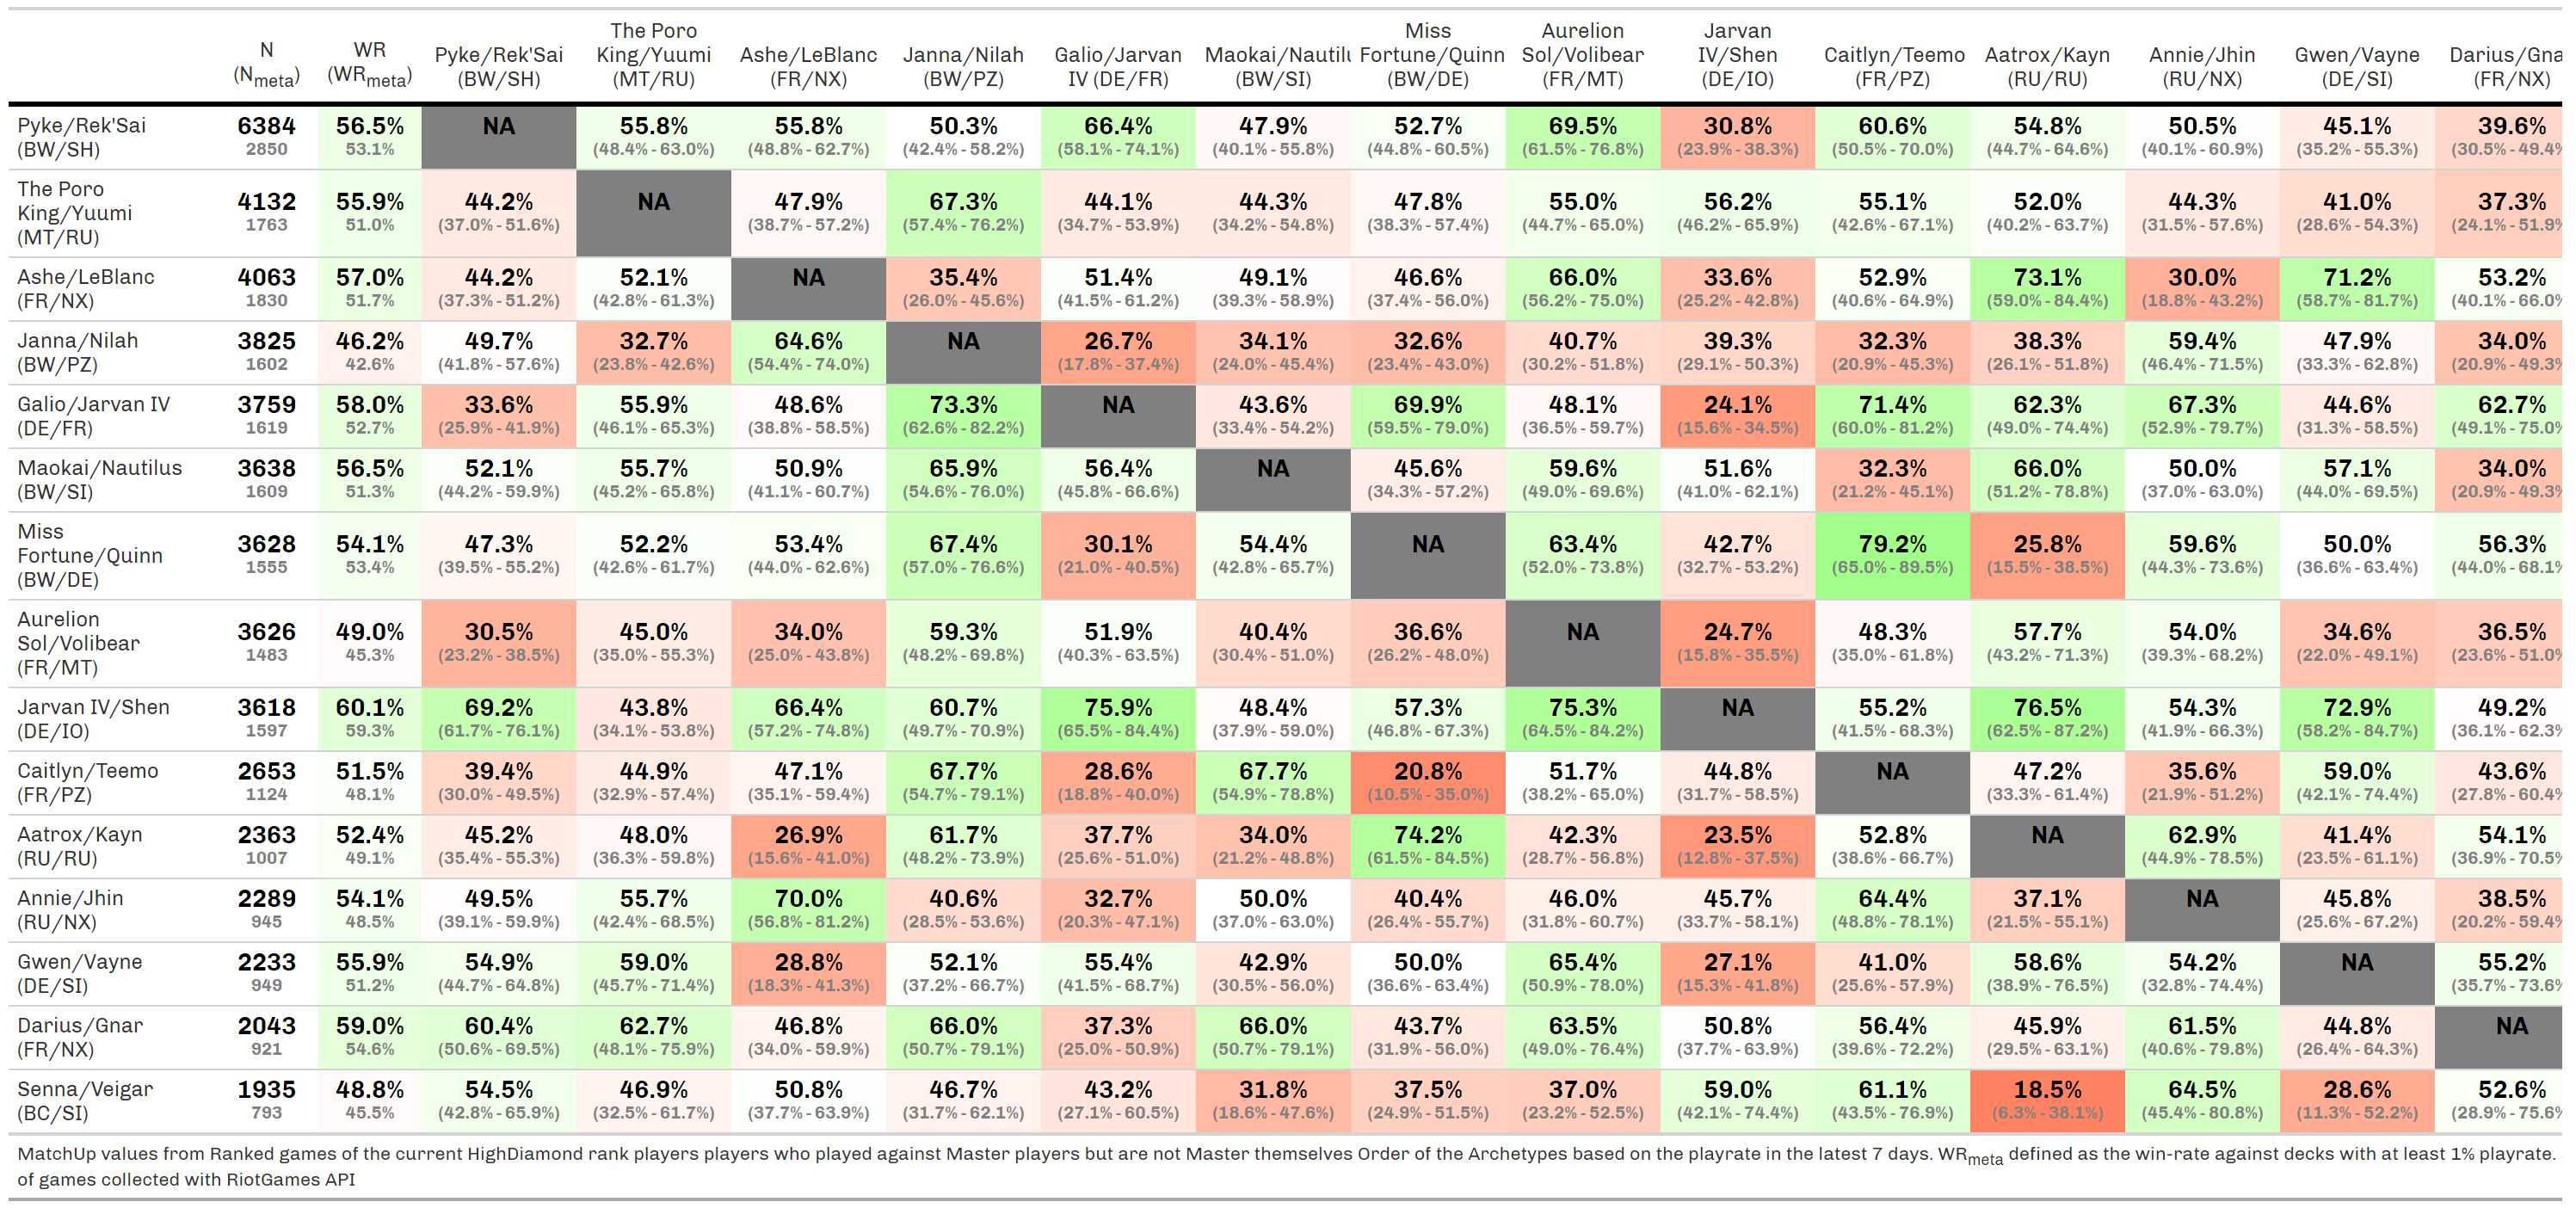 N (Nmeta) WR (WRmeta) Pyke/Rek'Sai (BW/SH) The Poro King/Yuumi (MT/RU) Ashe/LeBlanc (FR/NX) Janna/Nilah (BW/PZ) Galio/Jarvan IV (DE/FR) Maokai/Nautilu (BW/SI) Miss Fortune/Quinn (BW/DE) Aurelion Sol/Volibear (FR/MT) Jarvan IV/Shen (DE/IO) Caitlyn/Teemo (FR/PZ) Aatrox/Kayn (RU/RU) Annie/Jhin (RU/NX) Gwen/Vayne (DE/SI) Darius/Gna (FR/NX)
Pyke/Rek'Sai 6384 56.5% NA 55.8% 55.8% 50.3% 66.4% 47.9% 52.7% 69.5% 30.8% 60.6% 54.8% 50.5% 45.1% 39.6%
(BW/SH) 2850 53.1% (48.4% - 63.0%) (48.8% - 62.7%) (42.4% - 58.2%) (58.1% - 74.1%) (40.1% - 55.8%) (44.8% - 60.5%) (61.5% - 76.8%) (23.9% - 38.3%) (50.5% - 70.0%) (44.7% - 64.6%) (40.1% - 60.9%) (35.2% - 55.3%) (30.5% - 49.4%
The Poro
King/Yuumi 4132 55.9% 44.2% NA 47.9% 67.3% 44.1% 44.3% 47.8% 55.0% 56.2% 55.1% 52.0% 44.3% 41.0% 37.3%
(MT/RU) 1763 51.0% (37.0% - 51.6%) (38.7% - 57.2%) (57.4% - 76.2%) (34.7% - 53.9%) (34.2% - 54.8%) (38.3% - 57.4%) (44.7% - 65.0%) (46.2% - 65.9%) (42.6% - 67.1%) (40.2% - 63.7%) (31.5% - 57.6%) (28.6% - 54.3%) (24.1% - 51.9%
Ashe/LeBlanc 4063 57.0% 44.2% 52.1% NA 35.4% 51.4% 49.1% 46.6% 66.0% 33.6% 52.9% 73.1% 30.0% 71.2% 53.2%
(FR/NX) 1830 51.7% (37.3% - 51.2%) (42.8% - 61.3%) (26.0% - 45.6%) (41.5% - 61.2%) (39.3% - 58.9%) (37.4% - 56.0%) (56.2% - 75.0%) (25.2% - 42.8%) (40.6% - 64.9%) (59.0% - 84.4%) (18.8% - 43.2%) (58.7% - 81.7%) (40.1% - 66.0%
Janna/Nilah 3825 46.2% 49.7% 32.7% 64.6% NA 26.7% 34.1% 32.6% 40.7% 39.3% 32.3% 38.3% 59.4% 47.9% 34.0%
(BW/PZ) 1602 42.6% (41.8% - 57.6%) (23.8% - 42.6%) (54.4% - 74.0%) (17.8% - 37.4%) (24.0% - 45.4%) (23.4% - 43.0%) (30.2% - 51.8%) (29.1% - 50.3%) (20.9% - 45.3%) (26.1% - 51.8%) (46.4% - 71.5%) (33.3% - 62.8%) (20.9% - 49.3%
Galio/Jarvan IV 3759 58.0% 33.6% 55.9% 48.6% 73.3% NA 43.6% 69.9% 48.1% 24.1% 71.4% 62.3% 67.3% 44.6% 62.7%
(DE/FR) 1619 52.7% (25.9% - 41.9%) (46.1% - 65.3%) (38.8% - 58.5%) (62.6% - 82.2%) (33.4% - 54.2%) (59.5% - 79.0%) (36.5% - 59.7%) (15.6% - 34.5%) (60.0% - 81.2%) (49.0% - 74.4%) (52.9% - 79.7%) (31.3% - 58.5%) (49.1% - 75.0%
Maokai/Nautilus 3638 56.5% 52.1% 55.7% 50.9% 65.9% 56.4% NA 45.6% 59.6% 51.6% 32.3% 66.0% 50.0% 57.1% 34.0%
(BW/SI) 1609 51.3% (44.2% - 59.9%) (45.2% - 65.8%) (41.1% - 60.7%) (54.6% - 76.0%) (45.8% - 66.6%) (34.3% - 57.2%) (49.0% - 69.6%) (41.0% - 62.1%) (21.2% - 45.1%) (51.2% - 78.8%) (37.0% - 63.0%) (44.0% - 69.5%) (20.9% - 49.3%
Miss
Fortune/Quinn 3628 54.1% 47.3% 52.2% 53.4% 67.4% 30.1% 54.4% NA 63.4% 42.7% 79.2% 25.8% 59.6% 50.0% 56.3%
(BW/DE) 1555 53.4% (39.5% - 55.2%) (42.6% - 61.7%) (44.0% - 62.6%) (57.0% - 76.6%) (21.0% - 40.5%) (42.8% - 65.7%) (52.0% - 73.8%) (32.7% - 53.2%) (65.0% - 89.5%) (15.5% - 38.5%) (44.3% - 73.6%) (36.6% - 63.4%) (44.0% - 68.1%
Aurelion
Sol/Volibear 3626 49.0% 30.5% 45.0% 34.0% 59.3% 51.9% 40.4% 36.6% NA 24.7% 48.3% 57.7% 54.0% 34.6% 36.5%
(FR/MT) 1483 45.3% (23.2% - 38.5%) (35.0% - 55.3%) (25.0% - 43.8%) (48.2% - 69.8%) (40.3% - 63.5%) (30.4% - 51.0%) (26.2% - 48.0%) (15.8% - 35.5%) (35.0% - 61.8%) (43.2% - 71.3%) (39.3% - 68.2%) (22.0% - 49.1%) (23.6% - 51.0%
Jarvan IV/Shen 3618 60.1% 69.2% 43.8% 66.4% 60.7% 75.9% 48.4% 57.3% 75.3% NA 55.2% 76.5% 54.3% 72.9% 49.2%
(DE/IO) 1597 59.3% (61.7% - 76.1%) (34.1% - 53.8%) (57.2% - 74.8%) (49.7% - 70.9%) (65.5% - 84.4%) (37.9% - 59.0%) (46.8% - 67.3%) (64.5% - 84.2%) (41.5% - 68.3%) (62.5% - 87.2%) (41.9% - 66.3%) (58.2% - 84.7%) (36.1% - 62.3%
Caitlyn/Teemo 2653 51.5% 39.4% 44.9% 47.1% 67.7% 28.6% 67.7% 20.8% 51.7% 44.8% NA 47.2% 35.6% 59.0% 43.6%
(FR/PZ) 1124 48.1% (30.0% - 49.5%) (32.9% - 57.4%) (35.1% - 59.4%) (54.7% - 79.1%) (18.8% - 40.0%) (54.9% - 78.8%) (10.5% - 35.0%) (38.2% - 65.0%) (31.7% - 58.5%) (33.3% - 61.4%) (21.9% - 51.2%) (42.1% - 74.4%) (27.8% - 60.4%
Aatrox/Kayn 2363 52.4% 45.2% 48.0% 26.9% 61.7% 37.7% 34.0% 74.2% 42.3% 23.5% 52.8% NA 62.9% 41.4% 54.1%
(RU/RU) 1007 49.1% (35.4% - 55.3%) (36.3% - 59.8%) (15.6% - 41.0%) (48.2% - 73.9%) (25.6% - 51.0%) (21.2% - 48.8%) (61.5% - 84.5%) (28.7% - 56.8%) (12.8% - 37.5%) (38.6% - 66.7%) (44.9% - 78.5%) (23.5% - 61.1%) (36.9% - 70.5%
Annie/Jhin 2289 54.1% 49.5% 55.7% 70.0% 40.6% 32.7% 50.0% 40.4% 46.0% 45.7% 64.4% 37.1% NA 45.8% 38.5%
(RU/NX) 945 48.5% (39.1% - 59.9%) (42.4% - 68.5%) (56.8% - 81.2%) (28.5% - 53.6%) (20.3% - 47.1%) (37.0% - 63.0%) (26.4% - 55.7%) (31.8% - 60.7%) (33.7% - 58.1%) (48.8% - 78.1%) (21.5% - 55.1%) (25.6% - 67.2%) (20.2% - 59.4%
Gwen/Vayne 2233 55.9% 54.9% 59.0% 28.8% 52.1% 55.4% 42.9% 50.0% 65.4% 27.1% 41.0% 58.6% 54.2% NA 55.2%
(DE/SI) 949 51.2% (44.7% - 64.8%) (45.7% - 71.4%) (18.3% - 41.3%) (37.2% - 66.7%) (41.5% - 68.7%) (30.5% - 56.0%) (36.6% - 63.4%) (50.9% - 78.0%) (15.3% - 41.8%) (25.6% - 57.9%) (38.9% - 76.5%) (32.8% - 74.4%) (35.7% - 73.6%
Darius/Gnar 2043 59.0% 60.4% 62.7% 46.8% 66.0% 37.3% 66.0% 43.7% 63.5% 50.8% 56.4% 45.9% 61.5% 44.8% NA
(FR/NX) 921 54.6% (50.6% - 69.5%) (48.1% - 75.9%) (34.0% - 59.9%) (50.7% - 79.1%) (25.0% - 50.9%) (50.7% - 79.1%) (31.9% - 56.0%) (49.0% - 76.4%) (37.7% - 63.9%) (39.6% - 72.2%) (29.5% - 63.1%) (40.6% - 79.8%) (26.4% - 64.3%)
Senna/Veigar 1935 48.8% 54.5% 46.9% 50.8% 46.7% 43.2% 31.8% 37.5% 37.0% 59.0% 61.1% 18.5% 64.5% 28.6% 52.6%
(BC/SI) 793 45.5% (42.8% - 65.9%) (32.5% - 61.7%) (37.7% - 63.9%) (31.7% - 62.1%) (27.1% - 60.5%) (18.6% - 47.6%) (24.9% - 51.5%) (23.2% - 52.5%) (42.1% - 74.4%) (43.5% - 76.9%) (6.3% - 38.1%) (45.4% - 80.8%) (11.3% - 52.2%) (28.9% - 75.6%
MatchUp values from Ranked games of the current HighDiamond rank players players who played against Master players but are not Master themselves Order of the Archetypes based on the playrate in the latest 7 days. WRmeta defined as the win-rate against decks with at least 1% playrate.
of games collected with RiotGames API